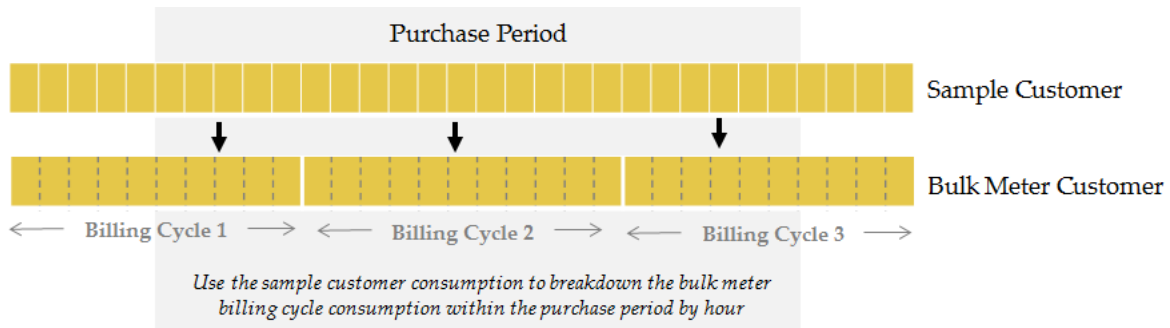 Purchase Period
Sample Customer
Bulk Meter Customer
Billing Cycle 1
Billing Cycle 2
Billing Cycle 3
Use the sample customer consumption to breakdown the bulk meter
billing cycle consumption within the purchase period by hour